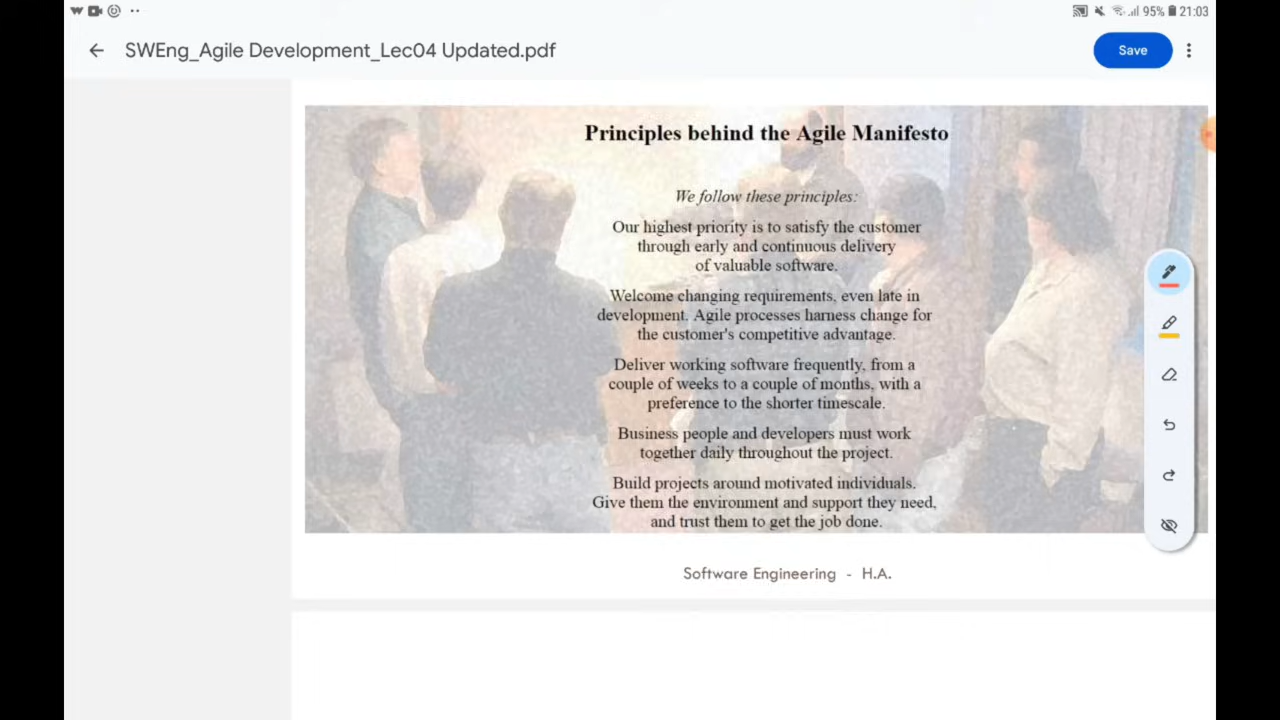 95% 21:03
SWEng_Agile Development_Lec04 Updated.pdf
Save
Principles behind the Agile Manifesto
We follow these principles:
Our highest priority is to satisfy the customer
through early and continuous delivery
of valuable software.
Welcome changing requirements, even late in
development. Agile processes harness change for
the customer's competitive advantage.
Deliver working software frequently, from a
couple of weeks to a couple of months, with a
preference to the shorter timescale.
Business people and developers must work
together daily throughout the project.
Build projects around motivated individuals.
Give them the environment and support they need,
and trust them to get the job done.
Software Engineering - H.A.